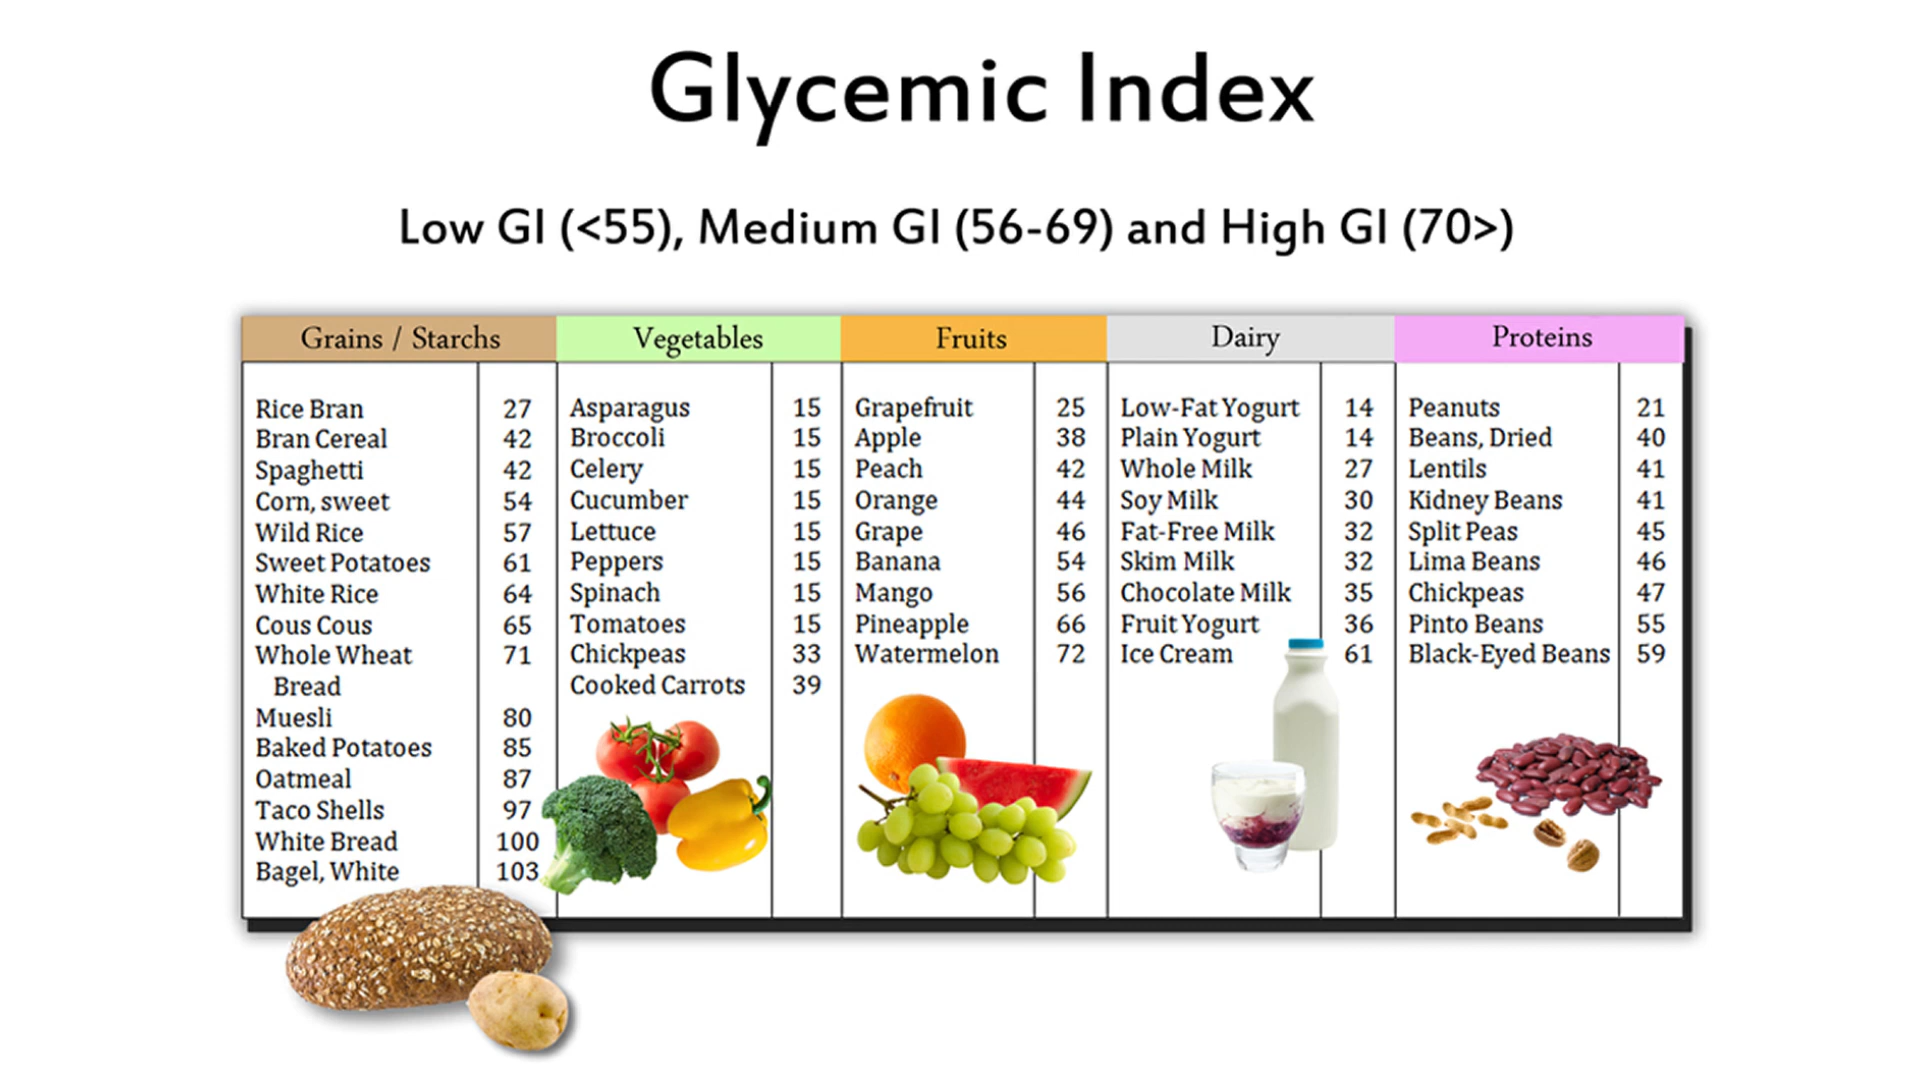 Glycemic Index
Low GI (<55), Medium GI (56-69) and High GI (70>)
Grains / Starchs
Rice Bran 27
Bran Cereal 42
Spaghetti 42
Corn, sweet 54
Wild Rice 57
Sweet Potatoes 61
White Rice 64
Cous Cous 65
Whole Wheat 71
Bread
Muesli 80
Baked Potatoes 85
Oatmeal 87
Taco Shells 97
White Bread 100
Bagel, White 103
Vegetables
Asparagus 15
Broccoli 15
Celery 15
Cucumber 15
Lettuce 15
Peppers 15
Spinach 15
Tomatoes 15
Chickpeas 33
Cooked Carrots 39
Fruits
Grapefruit 25
Apple 38
Peach 42
Orange 44
Grape 46
Banana 54
Mango 56
Pineapple 66
Watermelon 72
Dairy
Low-Fat Yogurt 14
Plain Yogurt 14
Whole Milk 27
Soy Milk 30
Fat-Free Milk 32
Skim Milk 32
Chocolate Milk 35
Fruit Yogurt 36
Ice Cream 61
Proteins
Peanuts 21
Beans, Dried 40
Lentils 41
Kidney Beans 41
Split Peas 45
Lima Beans 46
Chickpeas 47
Pinto Beans 55
Black-Eyed Beans 59